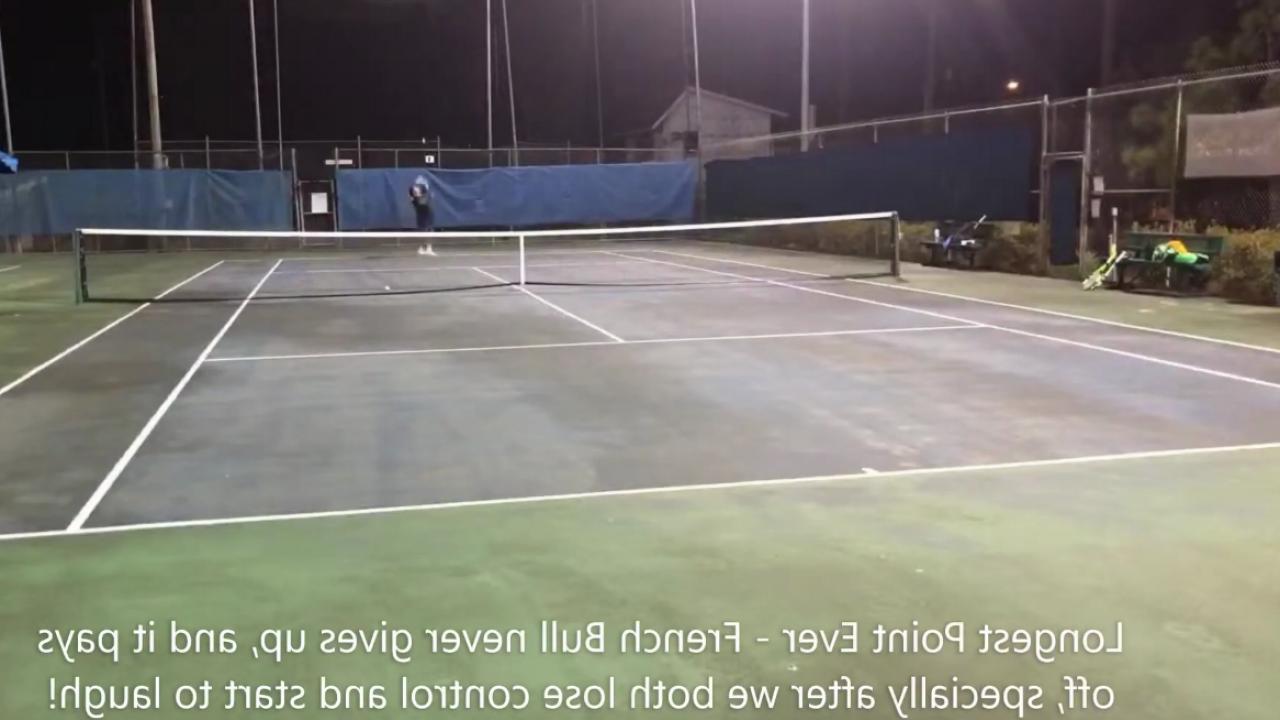 Longest Point Ever - French Bull never gives up, and it pays
off, specially after we both lose control and start to laugh!